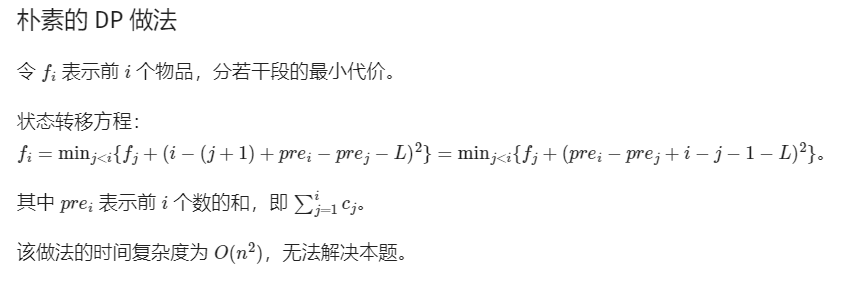 朴素的 DP 做法
令 f_i 表示前 i 个物品，分若干段的最小代价。
状态转移方程：
f_i = min_{j<i}{f_j + (i − (j + 1) + pre_i − pre_j − L)^2} = min_{j<i}{f_j + (pre_i − pre_j + i − j − 1 − L)^2}。
其中 pre_i 表示前 i 个数的和，即 ∑_{j=1}^{i} c_j。
该做法的时间复杂度为 O(n^2)，无法解决本题。